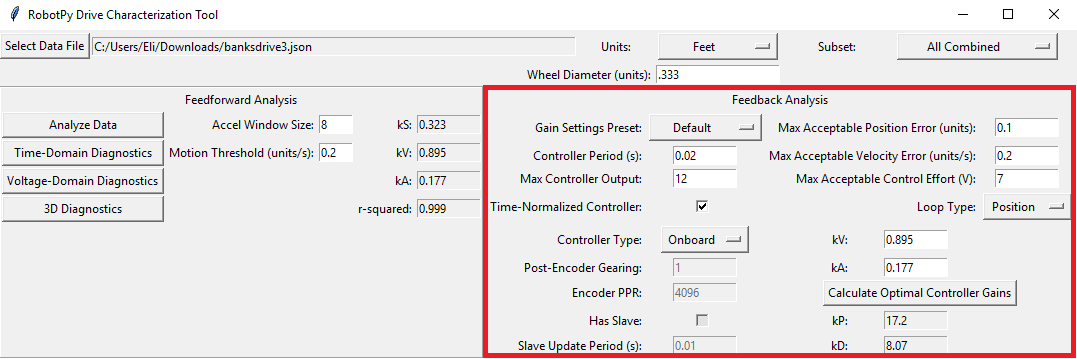 RobotPy Drive Characterization Tool
Select Data File C:/Users/Eli/Downloads/banksdrive3.json Units: Feet Subset: All Combined
Wheel Diameter (units): .333
Feedforward Analysis
Analyze Data Accel Window Size: 8 kS: 0.323
Time-Domain Diagnostics Motion Threshold (units/s): 0.2 kV: 0.895
Voltage-Domain Diagnostics kA: 0.177
3D Diagnostics r-squared: 0.999
Feedback Analysis
Gain Settings Preset: Default Max Acceptable Position Error (units): 0.1
Controller Period (s): 0.02 Max Acceptable Velocity Error (units/s): 0.2
Max Controller Output: 12 Max Acceptable Control Effort (V): 7
Time-Normalized Controller: Loop Type: Position
Controller Type: Onboard kV: 0.895
Post-Encoder Gearing: 1 kA: 0.177
Encoder PPR: 4096 Calculate Optimal Controller Gains
Has Slave: kP: 17.2
Slave Update Period (s): 0.01 kD: 8.07